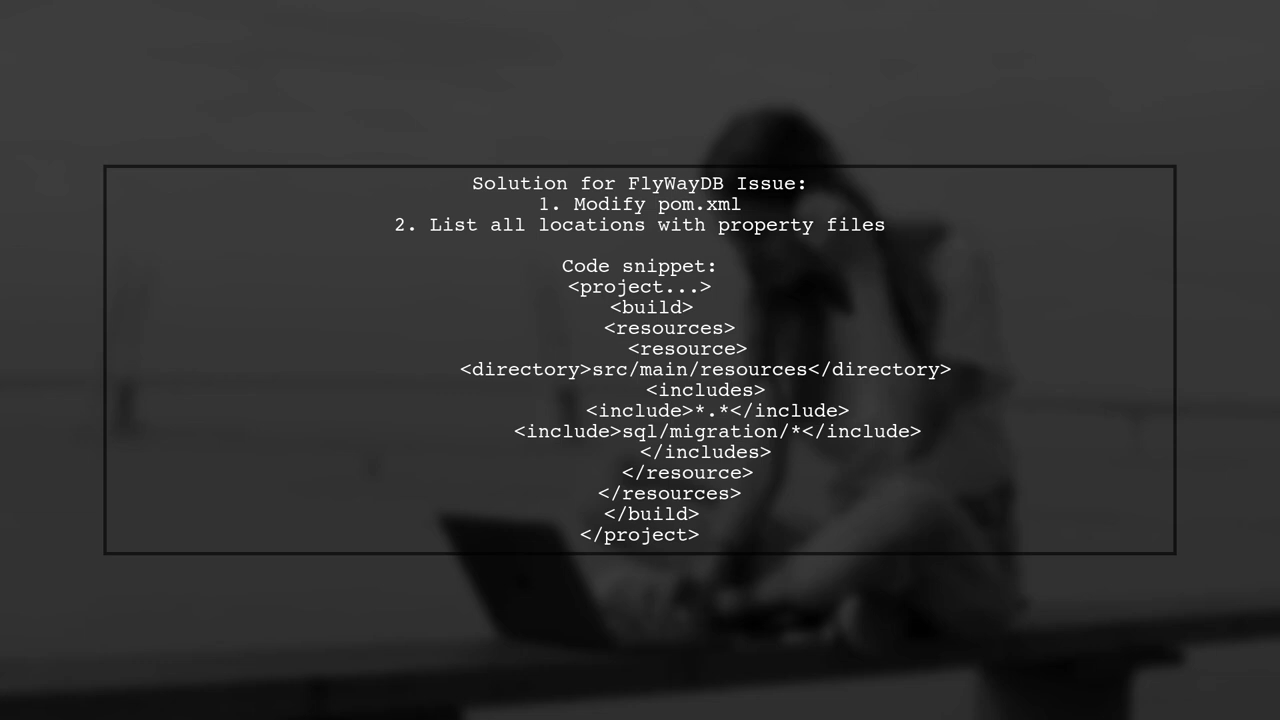 Solution for FlyWayDB Issue:
1. Modify pom.xml
2. List all locations with property files
Code snippet:
<project...>
<build>
<resources>
<resource>
<directory>src/main/resources</directory>
<includes>
<include>*.*</include>
<include>sql/migration/*</include>
</includes>
</resource>
</resources>
</build>
</project>